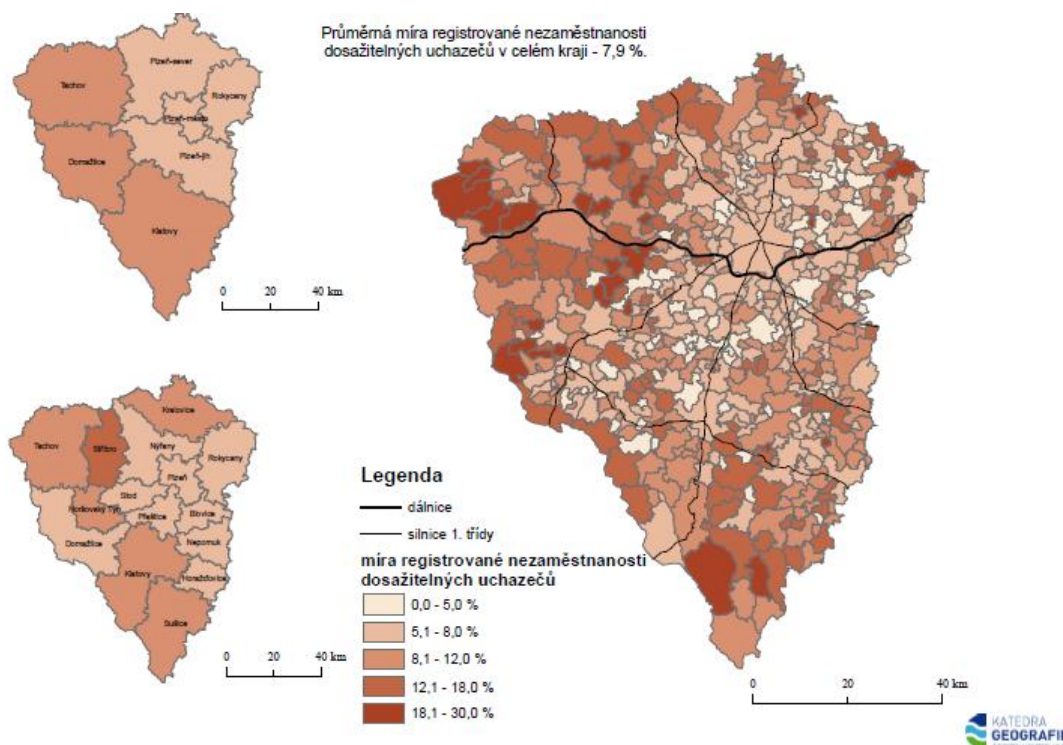 Průměrná míra registrované nezaměstnanosti
dosažitelných uchazečů v celém kraji - 7,9 %.
Plzeň-sever
Tachov
Rokycany
Plzeň-město
Domažlice
Plzeň-jih
Klatovy
0 20 40 km
Kralovice
Tachov
Stříbro
Nýřany
Rokycany
Plzeň
Stod
Horšovský Týn
Přeštice
Blovice
Domažlice
Nepomuk
Klatovy
Horažďovice
Sušice
0 20 40 km
Legenda
dálnice
silnice 1. třídy
míra registrované nezaměstnanosti
dosažitelných uchazečů
0,0 - 5,0 %
5,1 - 8,0 %
8,1 - 12,0 %
12,1 - 18,0 %
18,1 - 30,0 %
0 20 40 km
KATEDRA
GEOGRAFIE